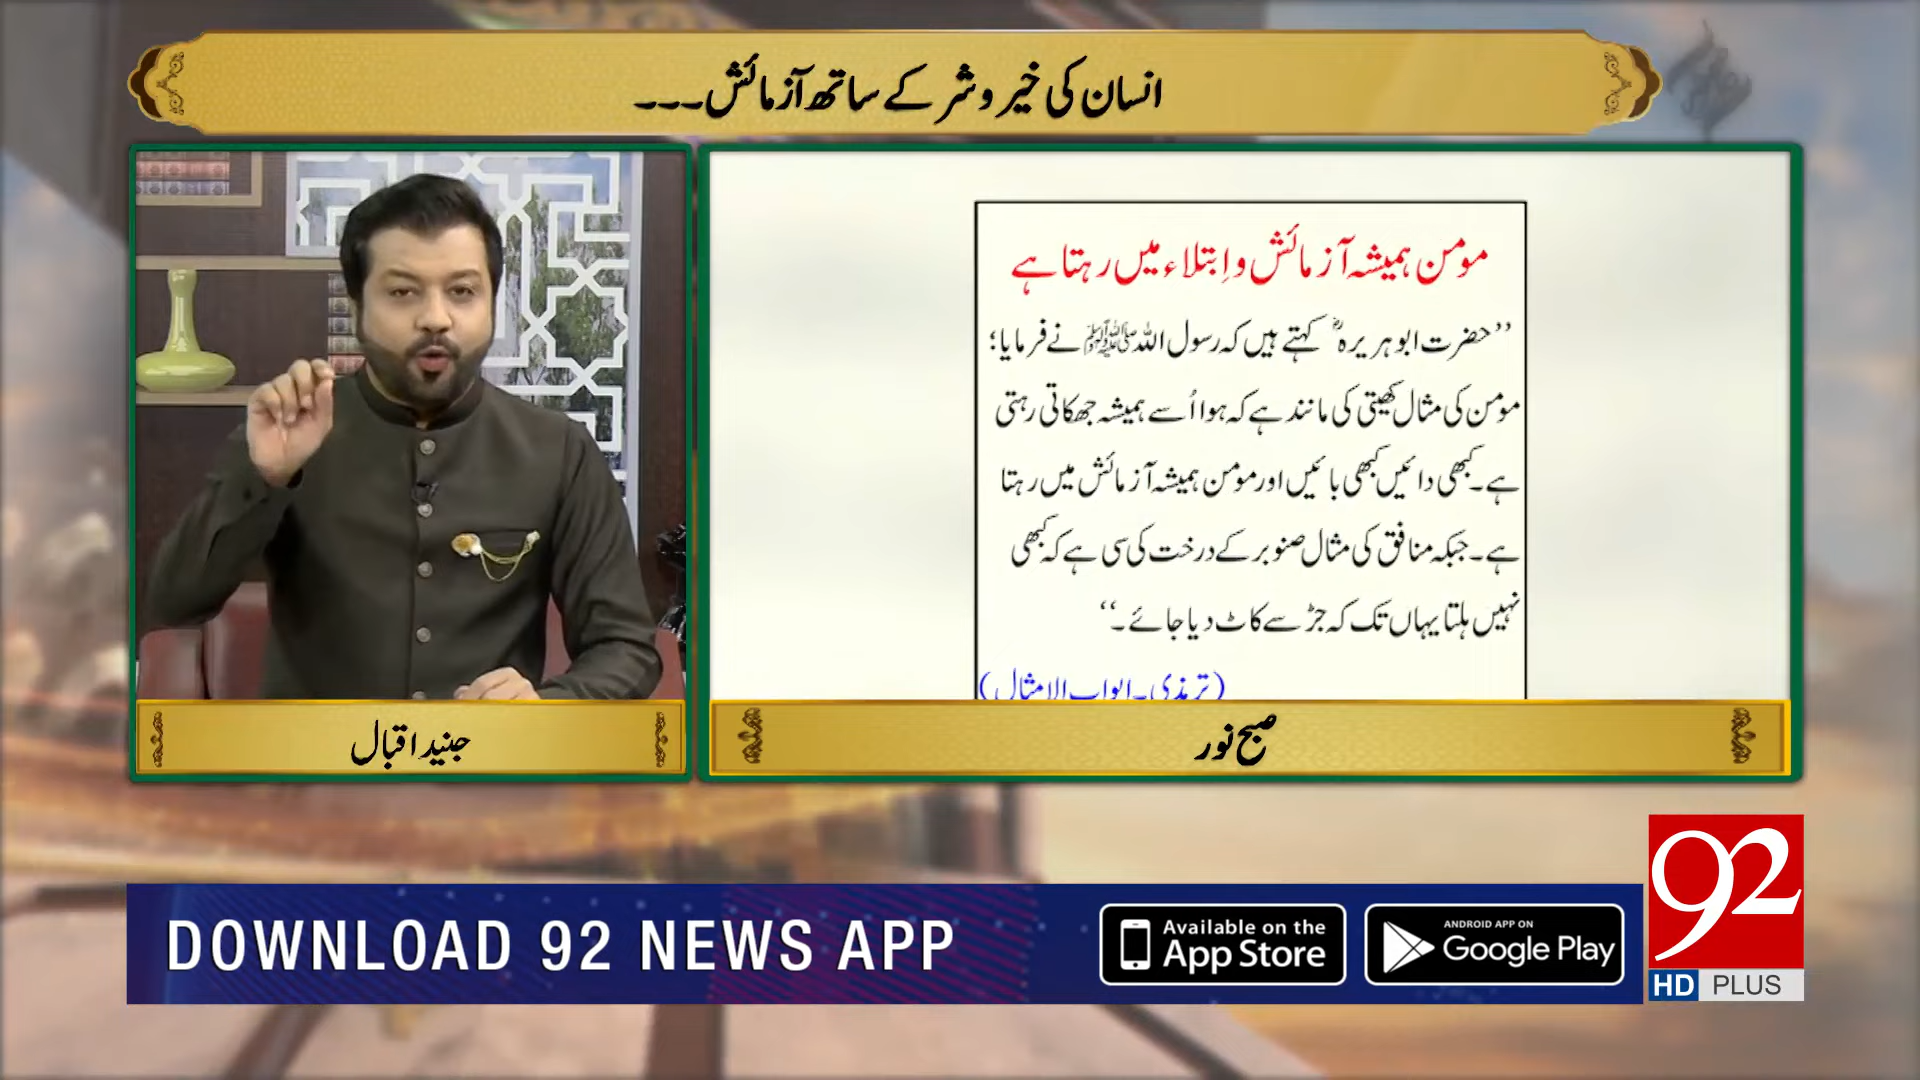 انسان کی خیر و شر کے ساتھ آزمائش۔۔۔
مومن ہمیشہ آزمائش و اِبتلاء میں رہتا ہے
’’حضرت ابوہریرہؓ کہتے ہیں کہ رسول اللہ ﷺ نے فرمایا؛
مومن کی مثال کھیتی کی مانند ہے کہ ہوا اُسے ہمیشہ جھکاتی رہتی
ہے۔ کبھی دائیں کبھی بائیں اور مومن ہمیشہ آزمائش میں رہتا
ہے۔ جبکہ منافق کی مثال صنوبر کے درخت کی سی ہے کہ کبھی
نہیں ہلتا یہاں تک کہ جڑ سے کاٹ دیا جائے۔‘‘
(ترمذی۔ ابواب الامثال)
جنید اقبال
صبح نور
DOWNLOAD 92 NEWS APP
Available on the
App Store
ANDROID APP ON
Google Play
92
HD PLUS